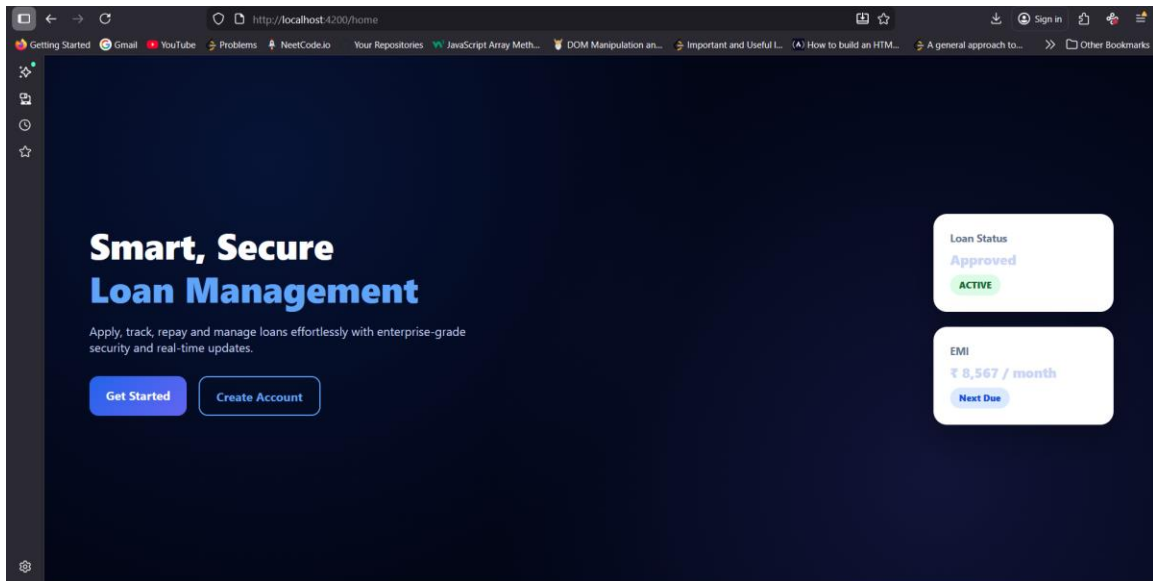 http://localhost:4200/home
Sign in
Getting Started
Gmail
YouTube
Problems
NeetCode.io
Your Repositories
JavaScript Array Meth...
DOM Manipulation an...
Important and Useful l...
How to build an HTM...
A general approach to...
Other Bookmarks
Smart, Secure
Loan Management
Apply, track, repay and manage loans effortlessly with enterprise-grade
security and real-time updates.
Get Started
Create Account
Loan Status
Approved
ACTIVE
EMI
₹ 8,567 / month
Next Due